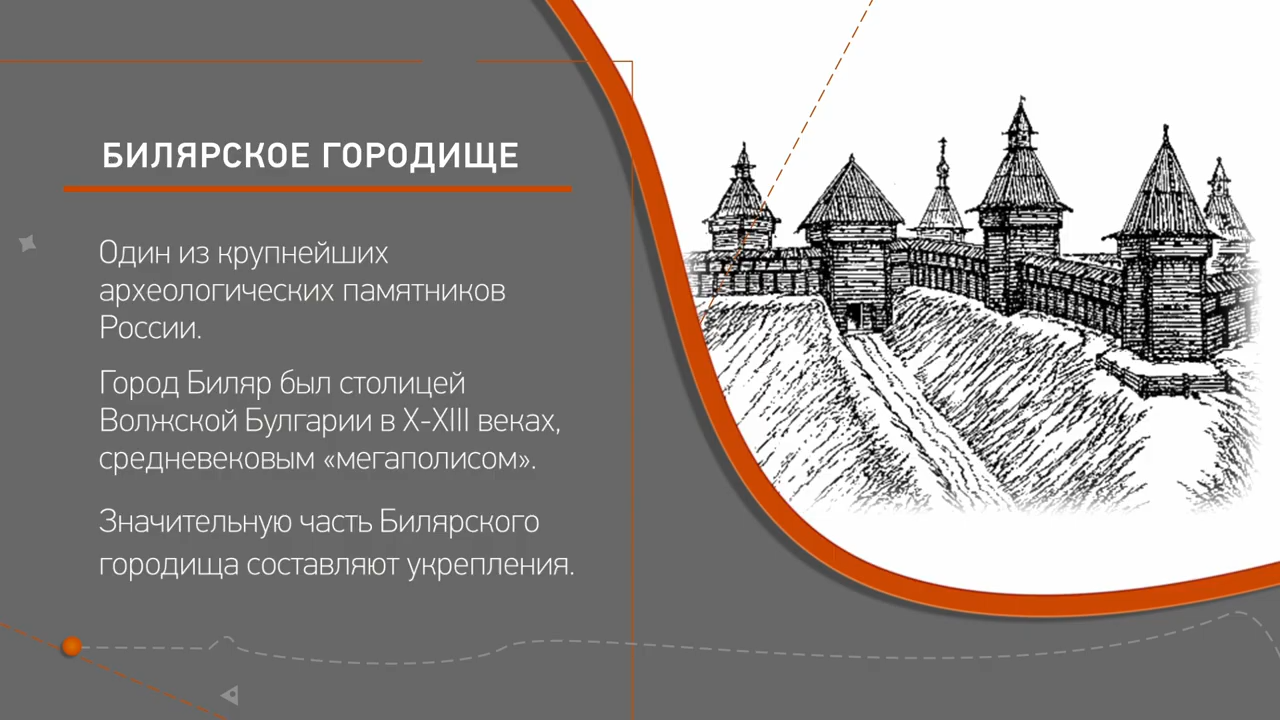 БИЛЯРСКОЕ ГОРОДИЩЕ
Один из крупнейших
археологических памятников
России.
Город Биляр был столицей
Волжской Булгарии в X-XIII веках,
средневековым «мегаполисом».
Значительную часть Билярского
городища составляют укрепления.